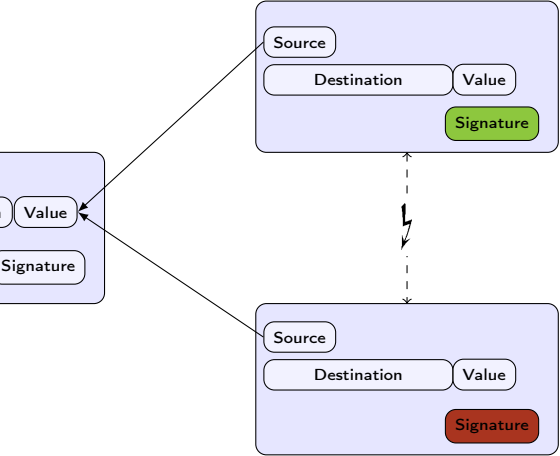 Source
Destination Value
Signature
Value
Signature
Source
Destination Value
Signature